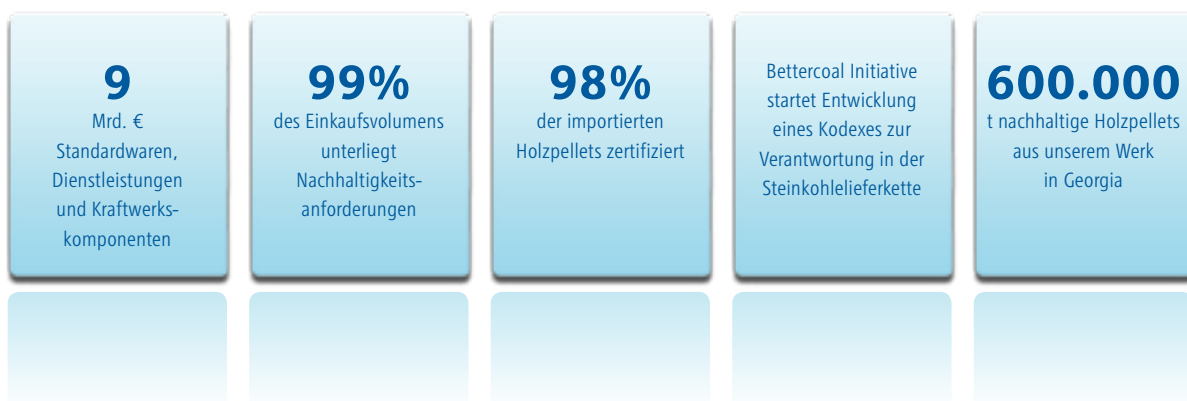 9
Mrd. €
Standardwaren,
Dienstleistungen
und Kraftwerks-
komponenten
99%
des Einkaufsvolumens
unterliegt
Nachhaltigkeits-
anforderungen
98%
der importierten
Holzpellets zertifiziert
Bettercoal Initiative
startet Entwicklung
eines Kodexes zur
Verantwortung in der
Steinkohlelieferkette
600.000
t nachhaltige Holzpellets
aus unserem Werk
in Georgia